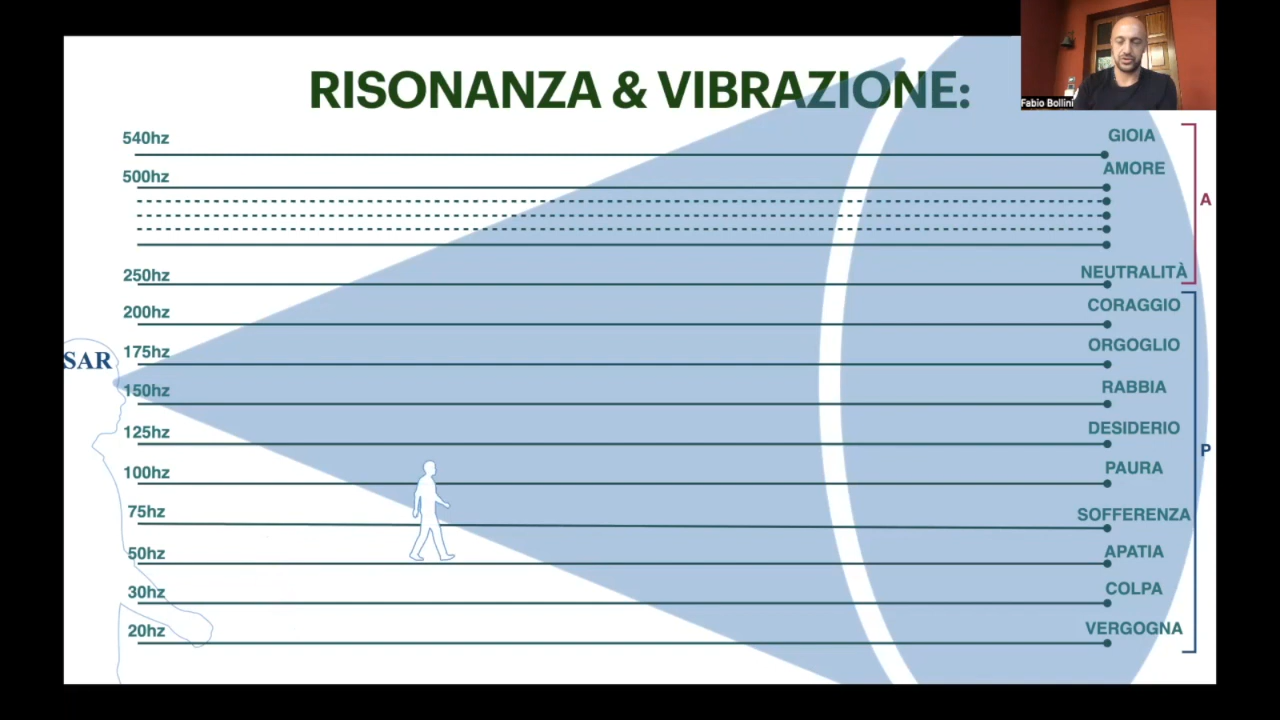 RISONANZA & VIBRAZIONE:
Fabio Bollini
540hz
GIOIA
500hz
AMORE
A
250hz
NEUTRALITÀ
200hz
CORAGGIO
175hz
ORGOGLIO
SAR
150hz
RABBIA
125hz
DESIDERIO
P
100hz
PAURA
75hz
SOFFERENZA
50hz
APATIA
30hz
COLPA
20hz
VERGOGNA